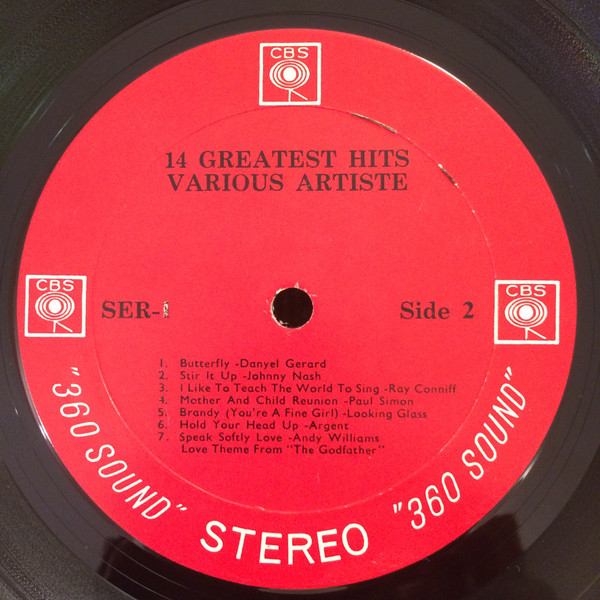 CBS
14 GREATEST HITS
VARIOUS ARTISTE
CBS
CBS
SER-1
Side 2
1. Butterfly -Danyel Gerard
2. Stir It Up -Johnny Nash
3. I Like To Teach The World To Sing -Ray Conniff
4. Mother And Child Reunion -Paul Simon
5. Brandy (You're A Fine Girl) -Looking Glass
6. Hold Your Head Up -Argent
7. Speak Softly Love -Andy Williams
Love Theme From "The Godfather"
"360 SOUND"
STEREO
"360 SOUND"